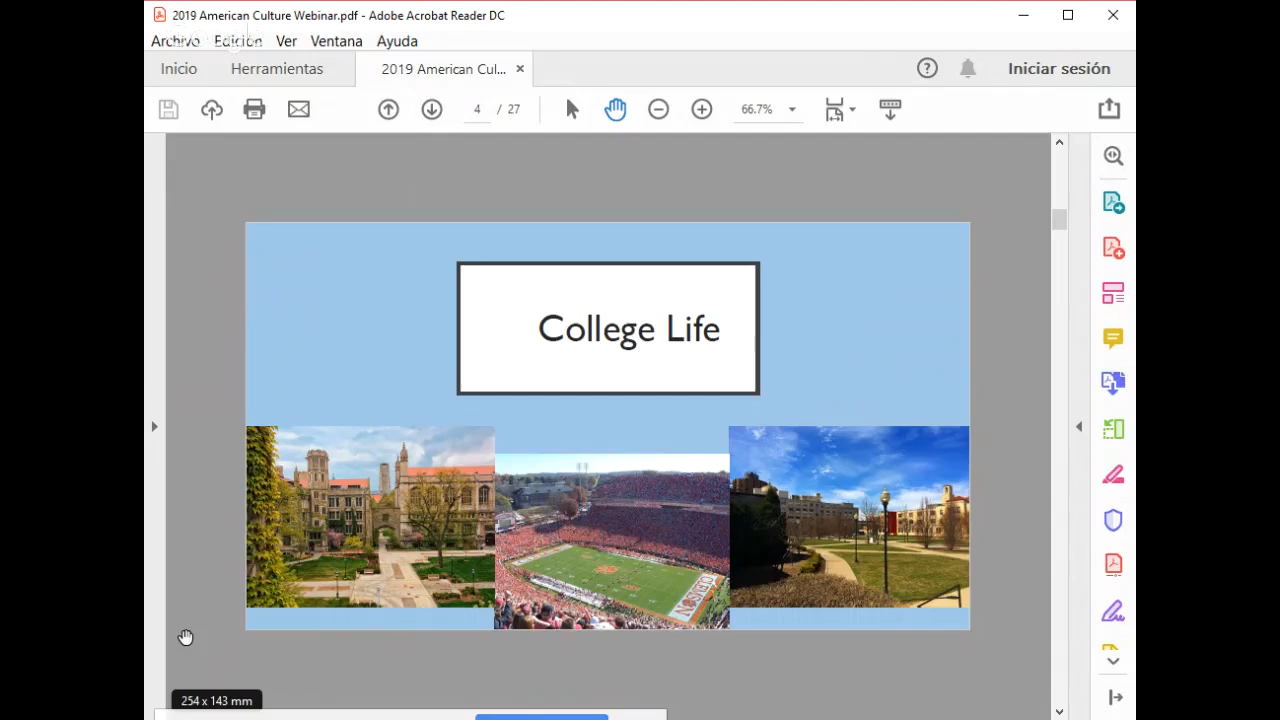 2019 American Culture Webinar.pdf - Adobe Acrobat Reader DC
Archivo Edición Ver Ventana Ayuda
Inicio Herramientas 2019 American Cul... Iniciar sesión
4 / 27 66.7%
College Life
CLEMSON
254 x 143 mm